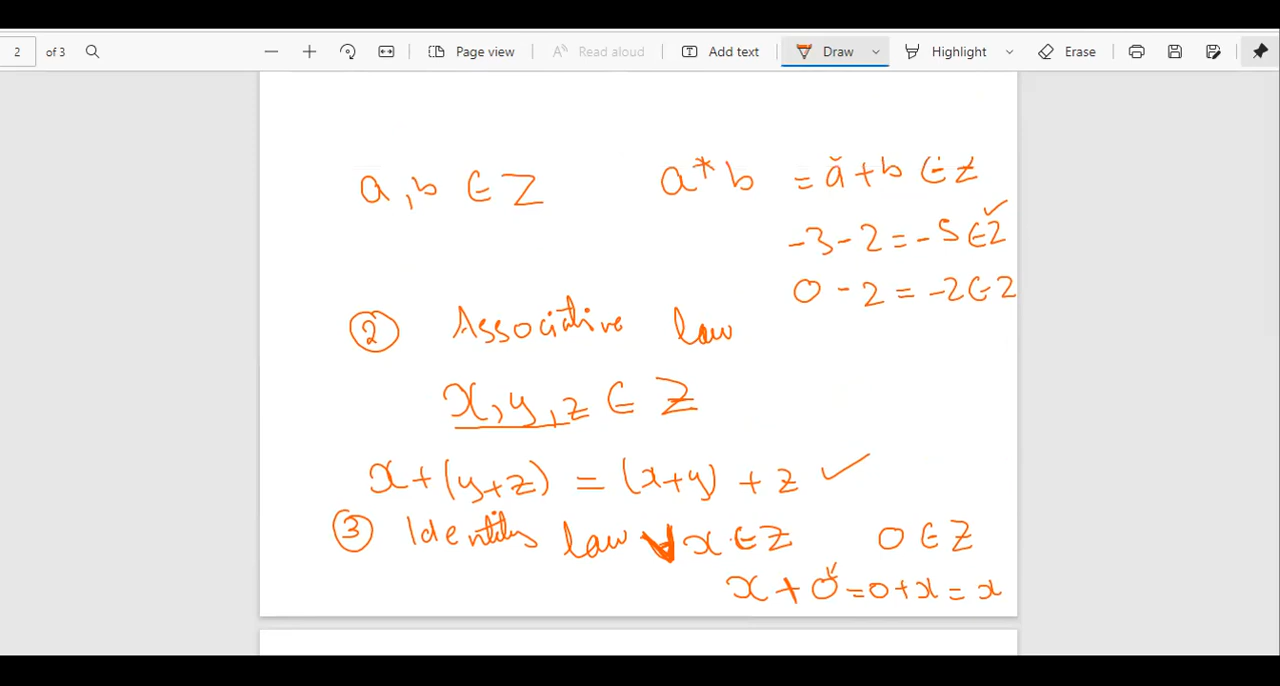 2 of 3 Page view Read aloud Add text Draw Highlight Erase
a, b ∈ Z a*b = a+b ∈ Z
-3-2 = -5 ∈ Z
0-2 = -2 ∈ Z
② Associative law
x, y, z ∈ Z
x+(y+z) = (x+y)+z ✓
③ Identity law ∀ x ∈ Z 0 ∈ Z
x+0 = 0+x = x